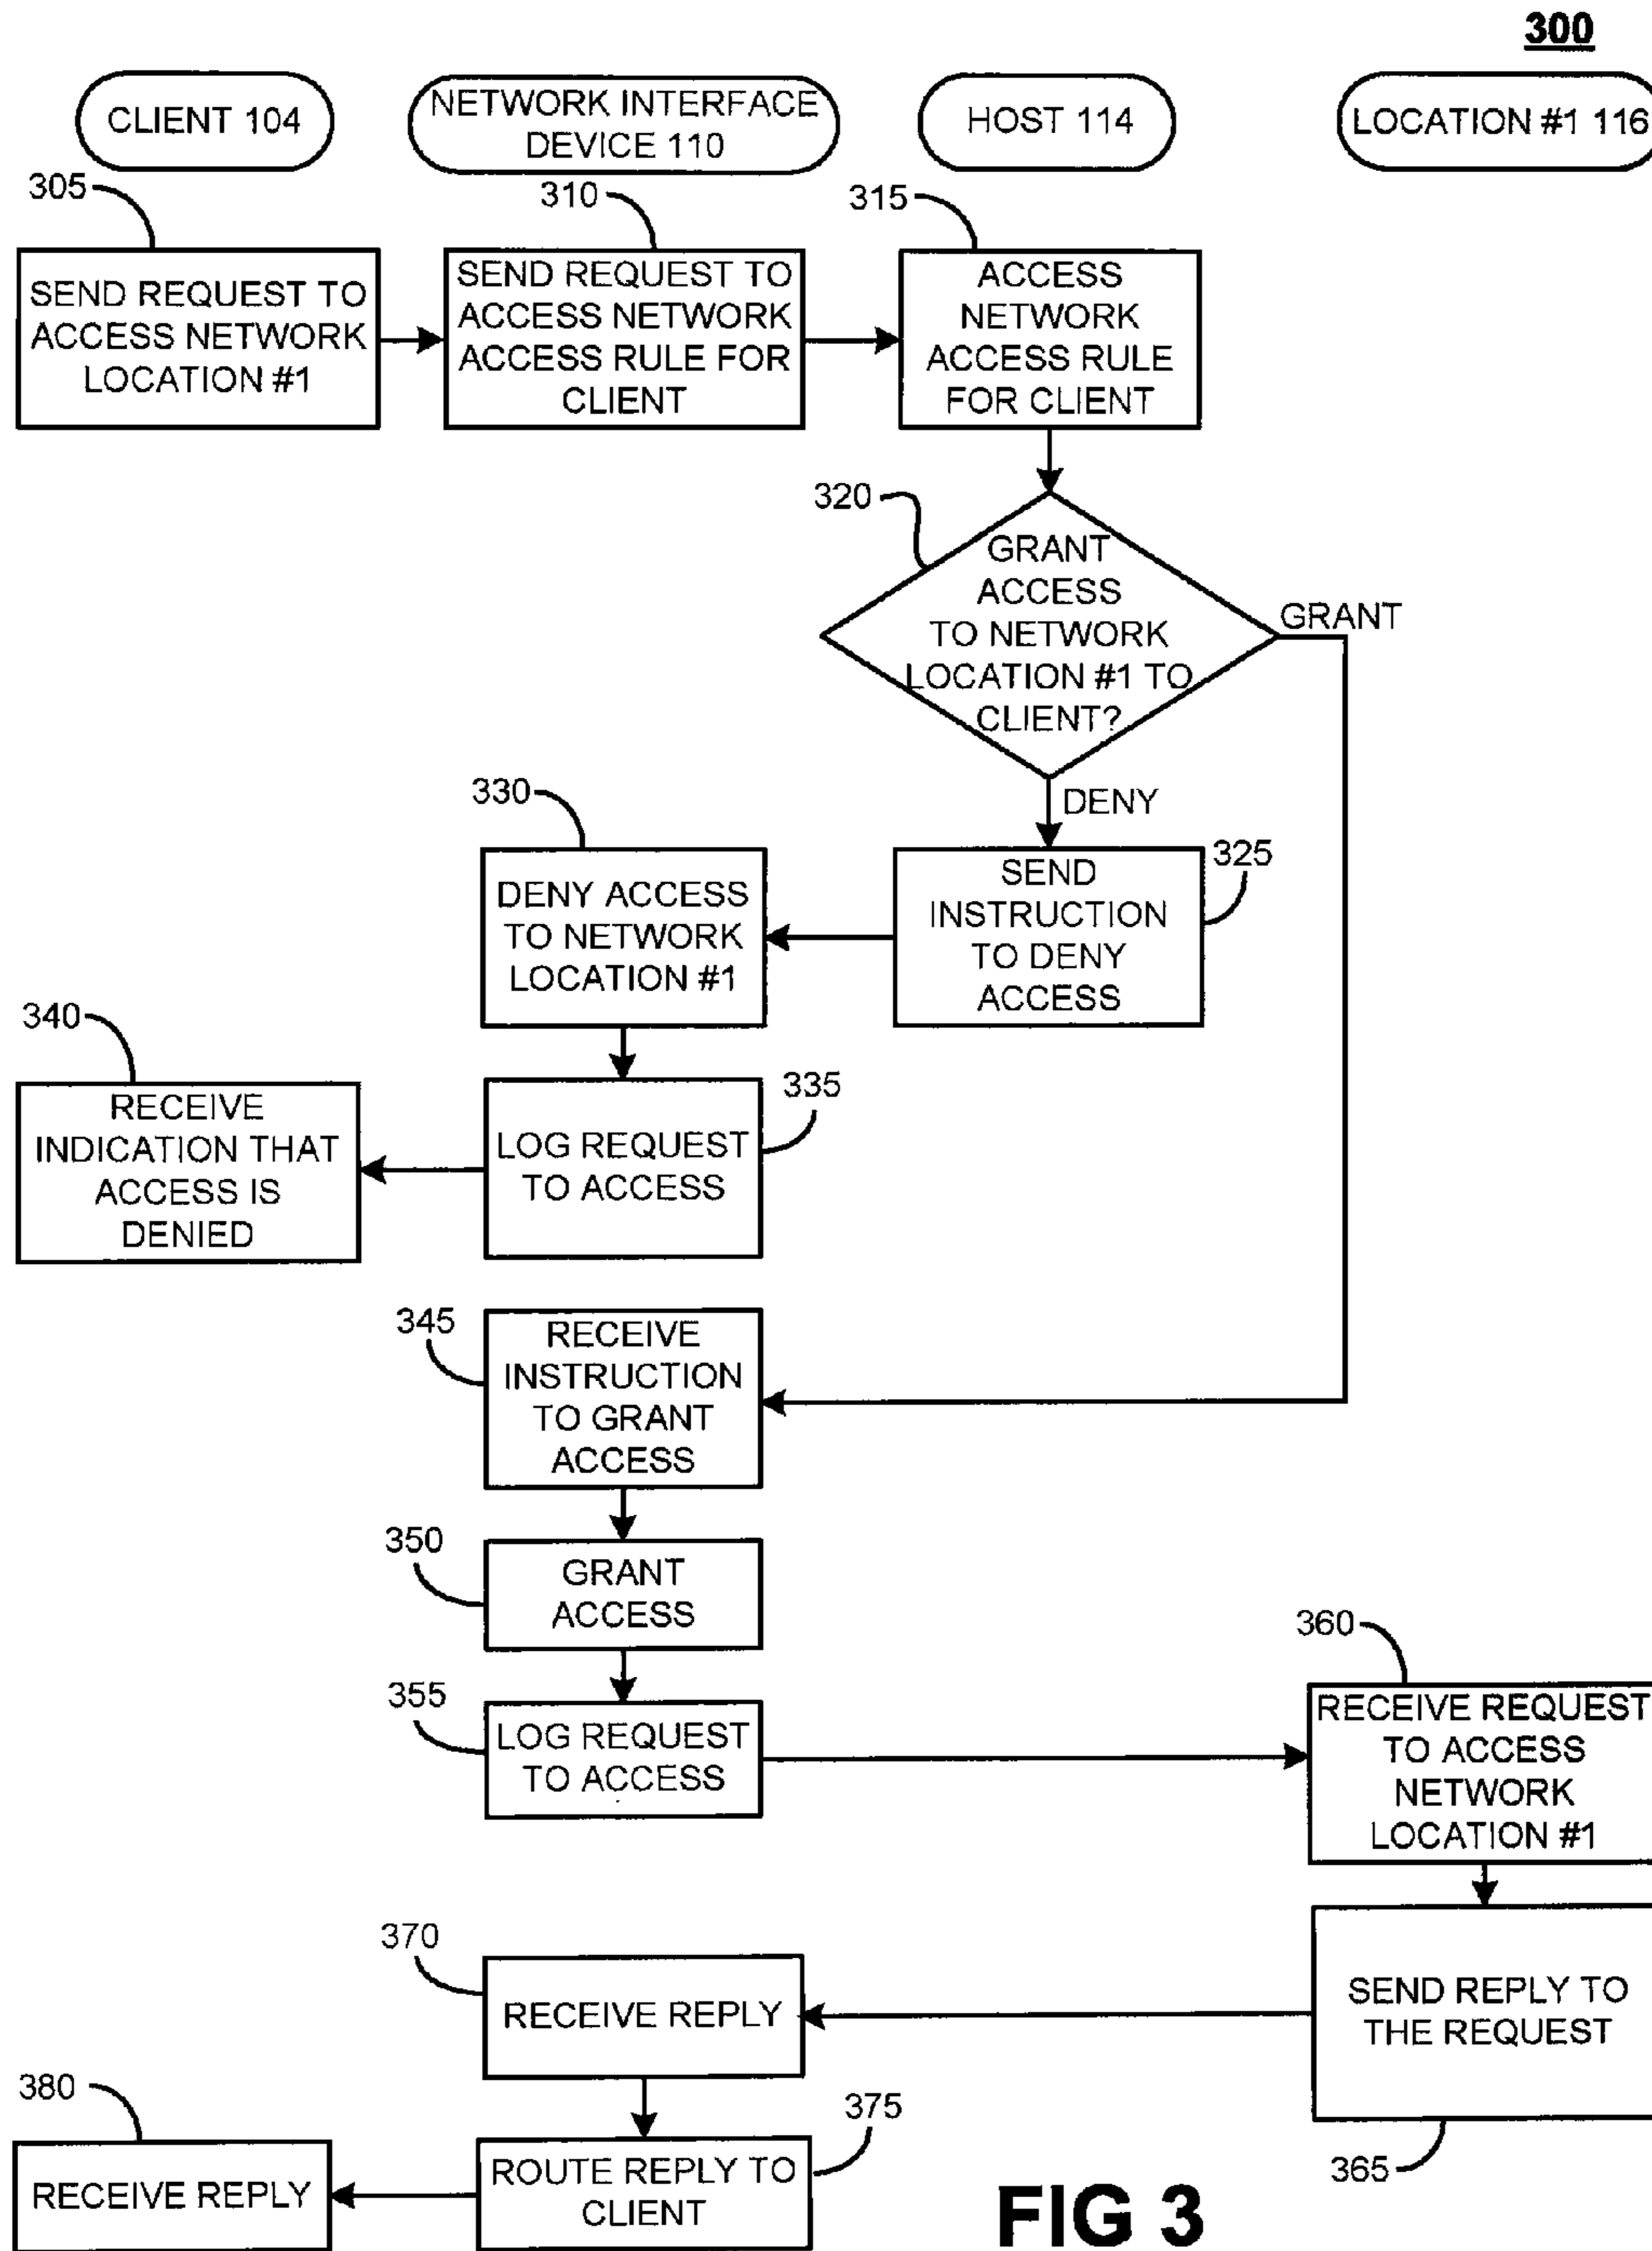 300
CLIENT 104
NETWORK INTERFACE
DEVICE 110
HOST 114
LOCATION #1 116
305
310
315
SEND REQUEST TO
ACCESS NETWORK
LOCATION #1
SEND REQUEST TO
ACCESS NETWORK
ACCESS RULE FOR
CLIENT
ACCESS
NETWORK
ACCESS RULE
FOR CLIENT
320
GRANT
ACCESS
TO NETWORK
LOCATION #1 TO
CLIENT?
GRANT
DENY
330
DENY ACCESS
TO NETWORK
LOCATION #1
325
SEND
INSTRUCTION
TO DENY
ACCESS
340
RECEIVE
INDICATION THAT
ACCESS IS
DENIED
335
LOG REQUEST
TO ACCESS
345
RECEIVE
INSTRUCTION
TO GRANT
ACCESS
350
GRANT
ACCESS
355
LOG REQUEST
TO ACCESS
360
RECEIVE REQUEST
TO ACCESS
NETWORK
LOCATION #1
370
RECEIVE REPLY
SEND REPLY TO
THE REQUEST
365
380
RECEIVE REPLY
375
ROUTE REPLY TO
CLIENT
FIG 3